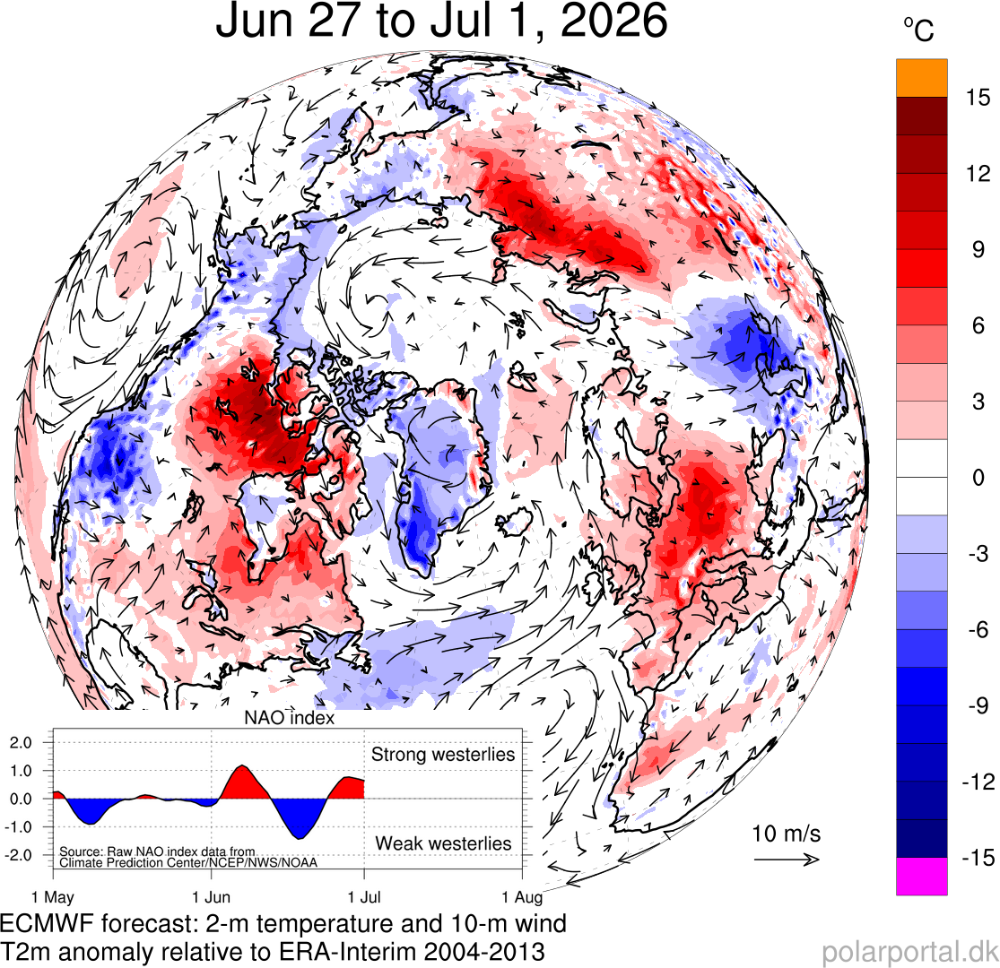 Jun 27 to Jul 1, 2026
°C
15
12
9
6
3
0
-3
-6
-9
-12
-15
10 m/s
NAO index
2.0
1.0
0.0
-1.0
-2.0
Strong westerlies
Weak westerlies
Source: Raw NAO index data from
Climate Prediction Center/NCEP/NWS/NOAA
1 May
1 Jun
1 Jul
1 Aug
ECMWF forecast: 2-m temperature and 10-m wind
T2m anomaly relative to ERA-Interim 2004-2013
polarportal.dk